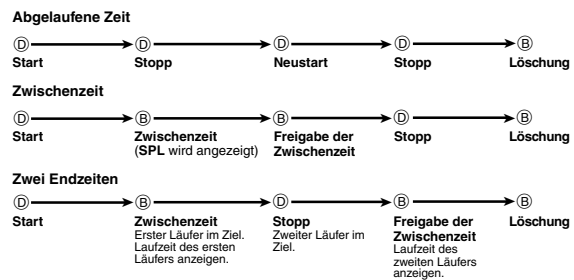 Abgelaufene Zeit
Ⓓ Ⓓ Ⓓ Ⓓ Ⓑ
Start Stopp Neustart Stopp Löschung
Zwischenzeit
Ⓓ Ⓑ Ⓑ Ⓓ Ⓑ
Start Zwischenzeit Freigabe der Stopp Löschung
(SPL wird angezeigt) Zwischenzeit
Zwei Endzeiten
Ⓓ Ⓑ Ⓓ Ⓑ Ⓑ
Start Zwischenzeit Stopp Freigabe der Löschung
Erster Läufer im Ziel. Zweiter Läufer im Zwischenzeit
Laufzeit des ersten Ziel. Laufzeit des
Läufers anzeigen. zweiten Läufers
anzeigen.